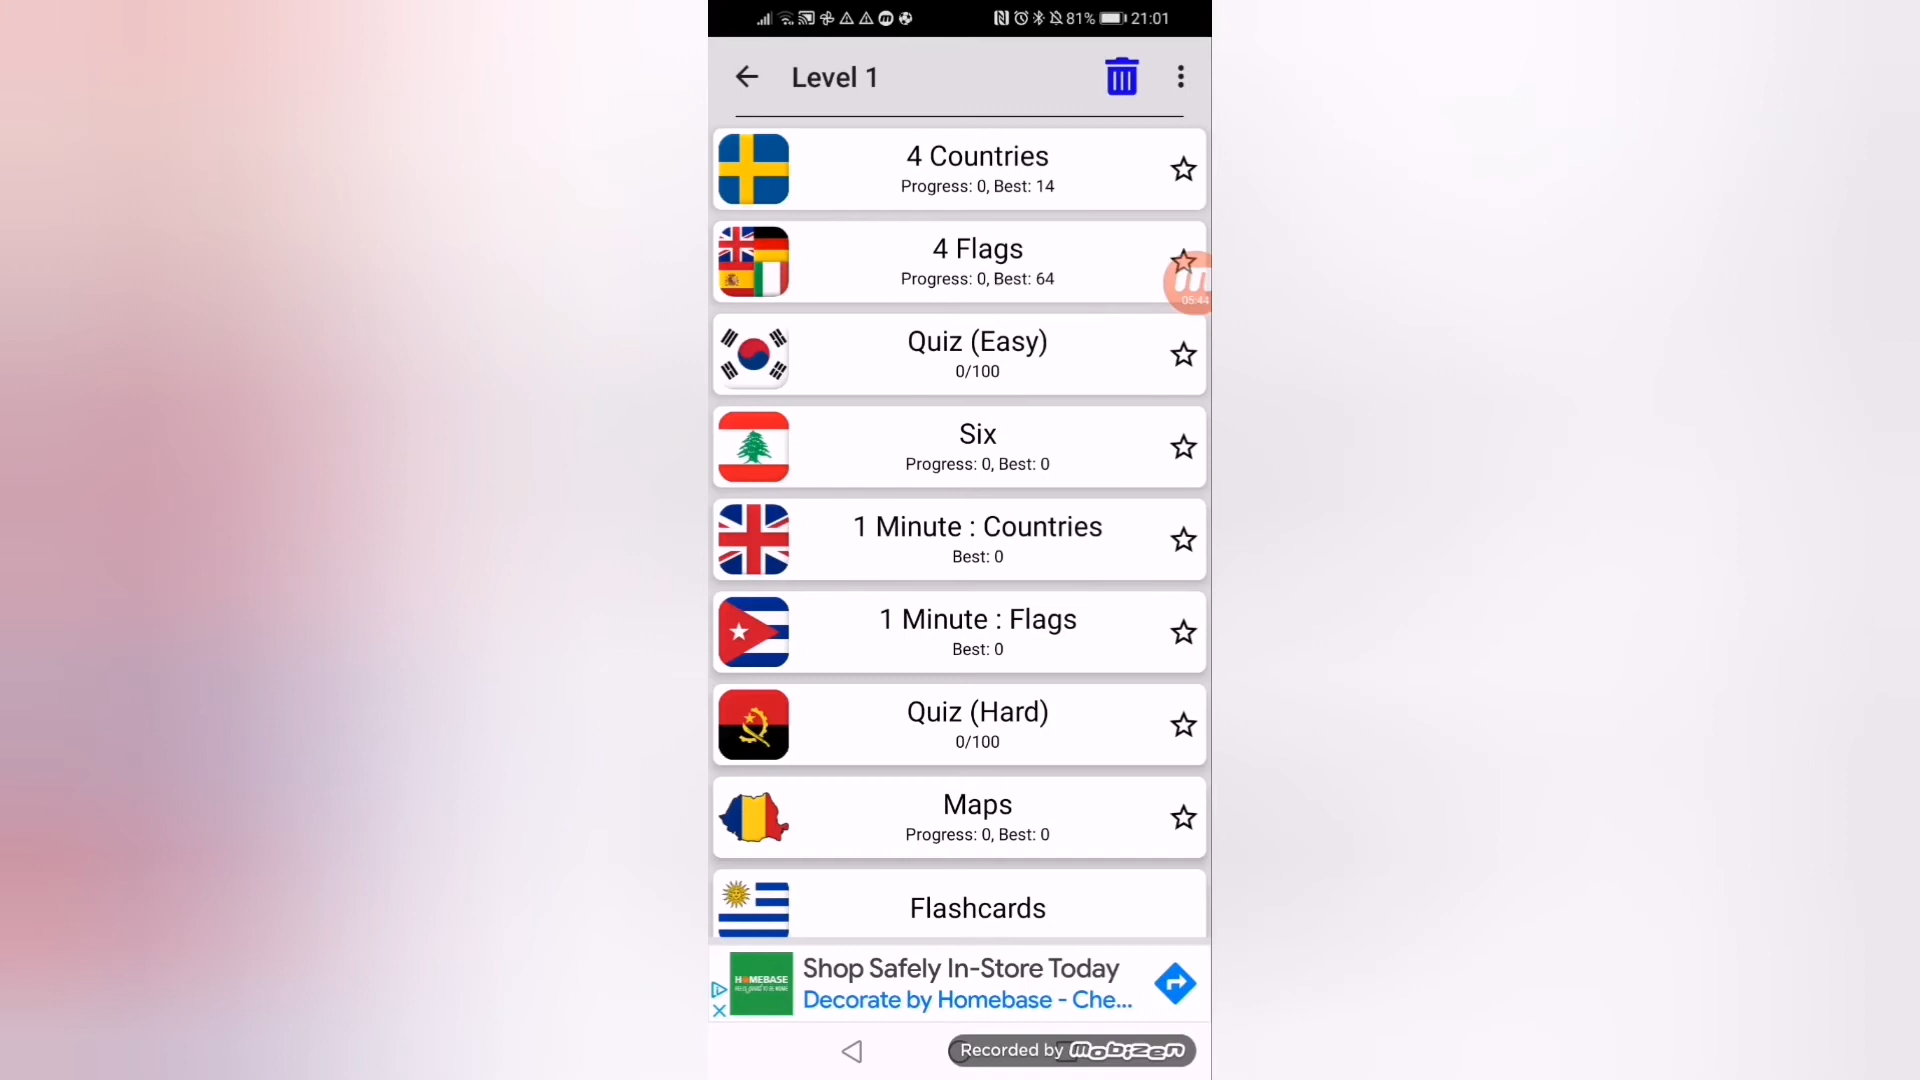 81% 21:01
Level 1
4 Countries
Progress: 0, Best: 14
4 Flags
Progress: 0, Best: 64
05:44
Quiz (Easy)
0/100
Six
Progress: 0, Best: 0
1 Minute : Countries
Best: 0
1 Minute : Flags
Best: 0
Quiz (Hard)
0/100
Maps
Progress: 0, Best: 0
Flashcards
HOMEBASE
Shop Safely In-Store Today
Decorate by Homebase - Che...
Recorded by mobizen